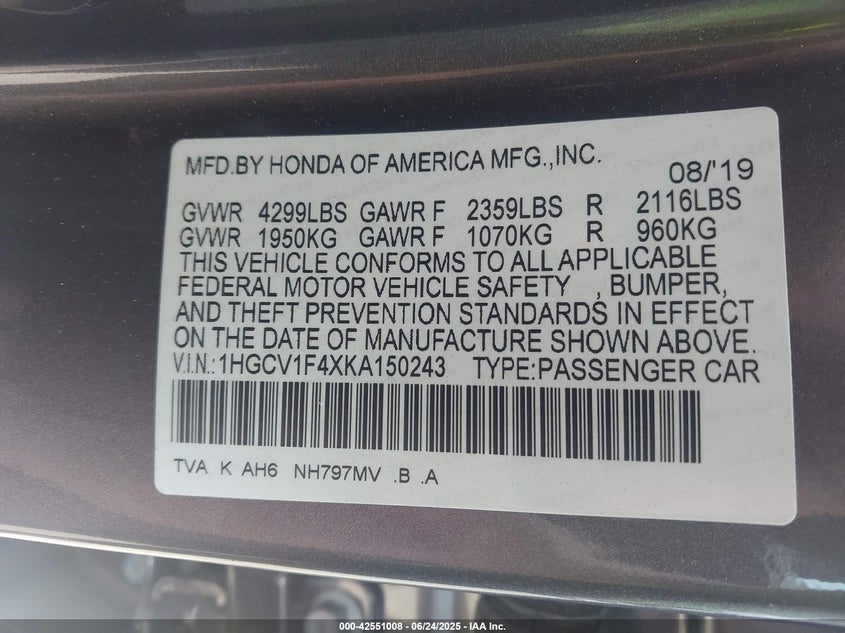 MFD.BY HONDA OF AMERICA MFG.,INC. 08/'19
GVWR 4299LBS GAWR F 2359LBS R 2116LBS
GVWR 1950KG GAWR F 1070KG R 960KG
THIS VEHICLE CONFORMS TO ALL APPLICABLE
FEDERAL MOTOR VEHICLE SAFETY , BUMPER,
AND THEFT PREVENTION STANDARDS IN EFFECT
ON THE DATE OF MANUFACTURE SHOWN ABOVE.
V.I.N.:1HGCV1F4XKA150243 TYPE:PASSENGER CAR
TVA K AH6 NH797MV .B .A
000-42551008 - 06/24/2025 - IAA Inc.